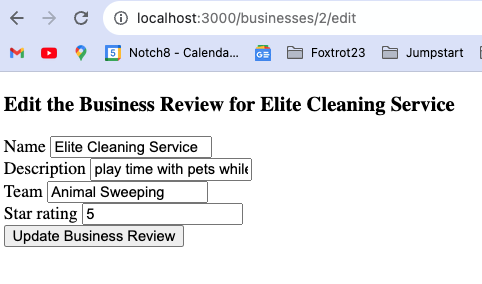 localhost:3000/businesses/2/edit
Notch8 - Calenda... Foxtrot23 Jumpstart
Edit the Business Review for Elite Cleaning Service
Name Elite Cleaning Service
Description play time with pets while
Team Animal Sweeping
Star rating 5
Update Business Review